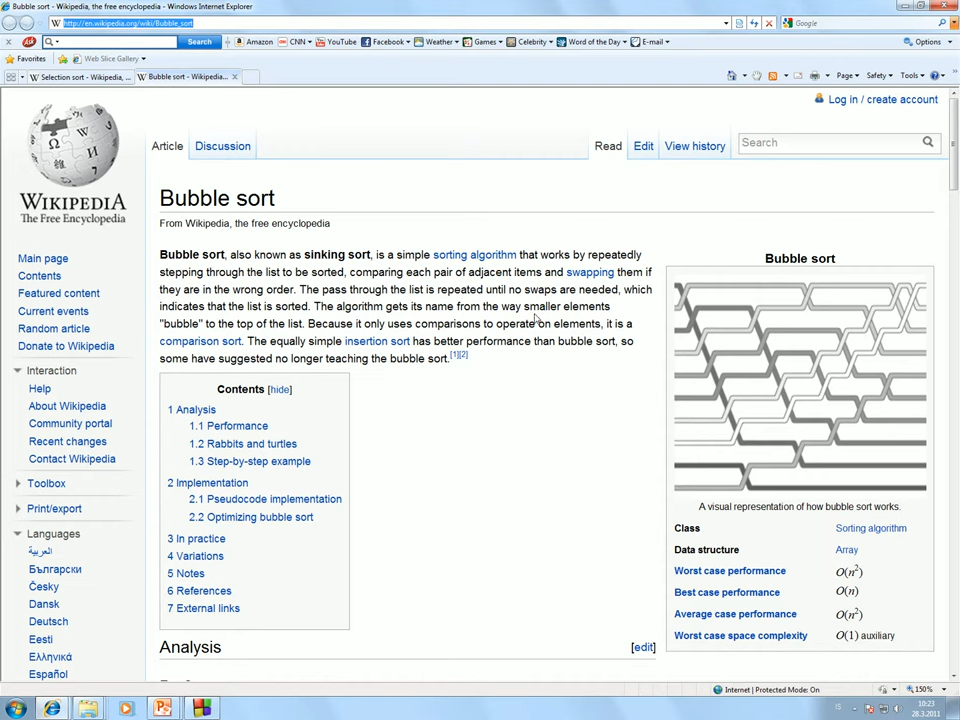 Bubble sort - Wikipedia, the free encyclopedia - Windows Internet Explorer
http://en.wikipedia.org/wiki/Bubble_sort
Google
Ask
Search
Amazon
CNN
YouTube
Facebook
Weather
Games
Celebrity
Word of the Day
E-mail
Options
Favorites
Web Slice Gallery
Selection sort - Wikipedia, ...
Bubble sort - Wikipedia...
Page
Safety
Tools
Log in / create account
Article
Discussion
Read
Edit
View history
Search
WIKIPEDIA
The Free Encyclopedia
Main page
Contents
Featured content
Current events
Random article
Donate to Wikipedia
Interaction
Help
About Wikipedia
Community portal
Recent changes
Contact Wikipedia
Toolbox
Print/export
Languages
العربية
Български
Česky
Dansk
Deutsch
Eesti
Ελληνικά
Español
Bubble sort
From Wikipedia, the free encyclopedia
Bubble sort, also known as sinking sort, is a simple sorting algorithm that works by repeatedly
stepping through the list to be sorted, comparing each pair of adjacent items and swapping them if
they are in the wrong order. The pass through the list is repeated until no swaps are needed, which
indicates that the list is sorted. The algorithm gets its name from the way smaller elements
"bubble" to the top of the list. Because it only uses comparisons to operate on elements, it is a
comparison sort. The equally simple insertion sort has better performance than bubble sort, so
some have suggested no longer teaching the bubble sort.[1][2]
Contents [hide]
1 Analysis
1.1 Performance
1.2 Rabbits and turtles
1.3 Step-by-step example
2 Implementation
2.1 Pseudocode implementation
2.2 Optimizing bubble sort
3 In practice
4 Variations
5 Notes
6 References
7 External links
Analysis
[edit]
Bubble sort
A visual representation of how bubble sort works.
Class Sorting algorithm
Data structure Array
Worst case performance O(n²)
Best case performance O(n)
Average case performance O(n²)
Worst case space complexity O(1) auxiliary
Internet | Protected Mode: On
150%
IS
10:23
28.3.2011